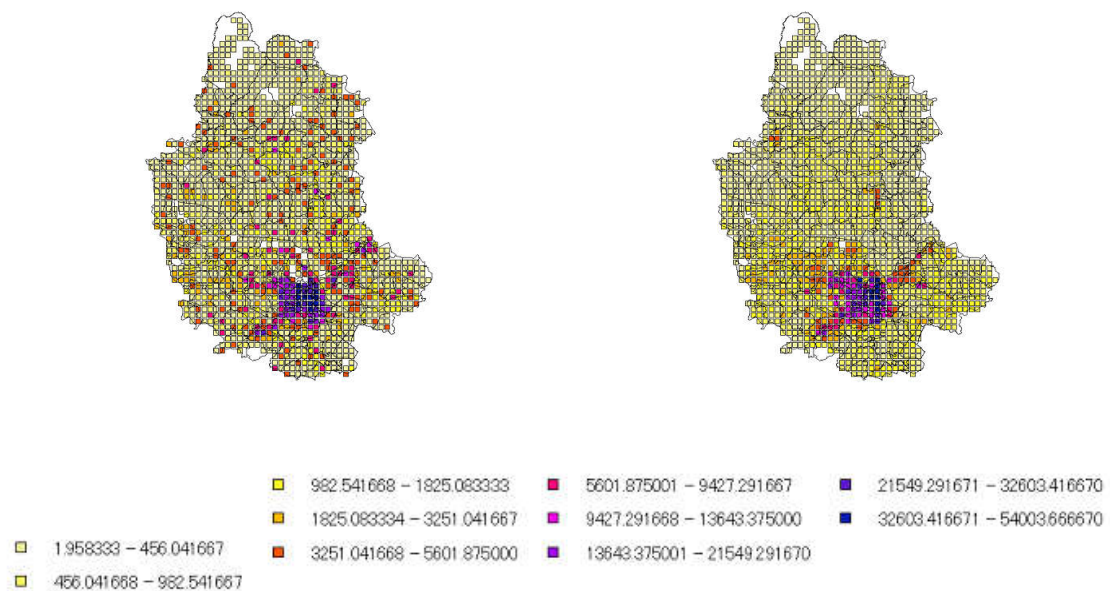 982.541668 – 1825.083333
5601.875001 – 9427.291667
21549.291671 – 32603.416670
1825.083334 – 3251.041667
9427.291668 – 13643.375000
32603.416671 – 54003.666670
1.958333 – 456.041667
3251.041668 – 5601.875000
13643.375001 – 21549.291670
456.041668 – 982.541667